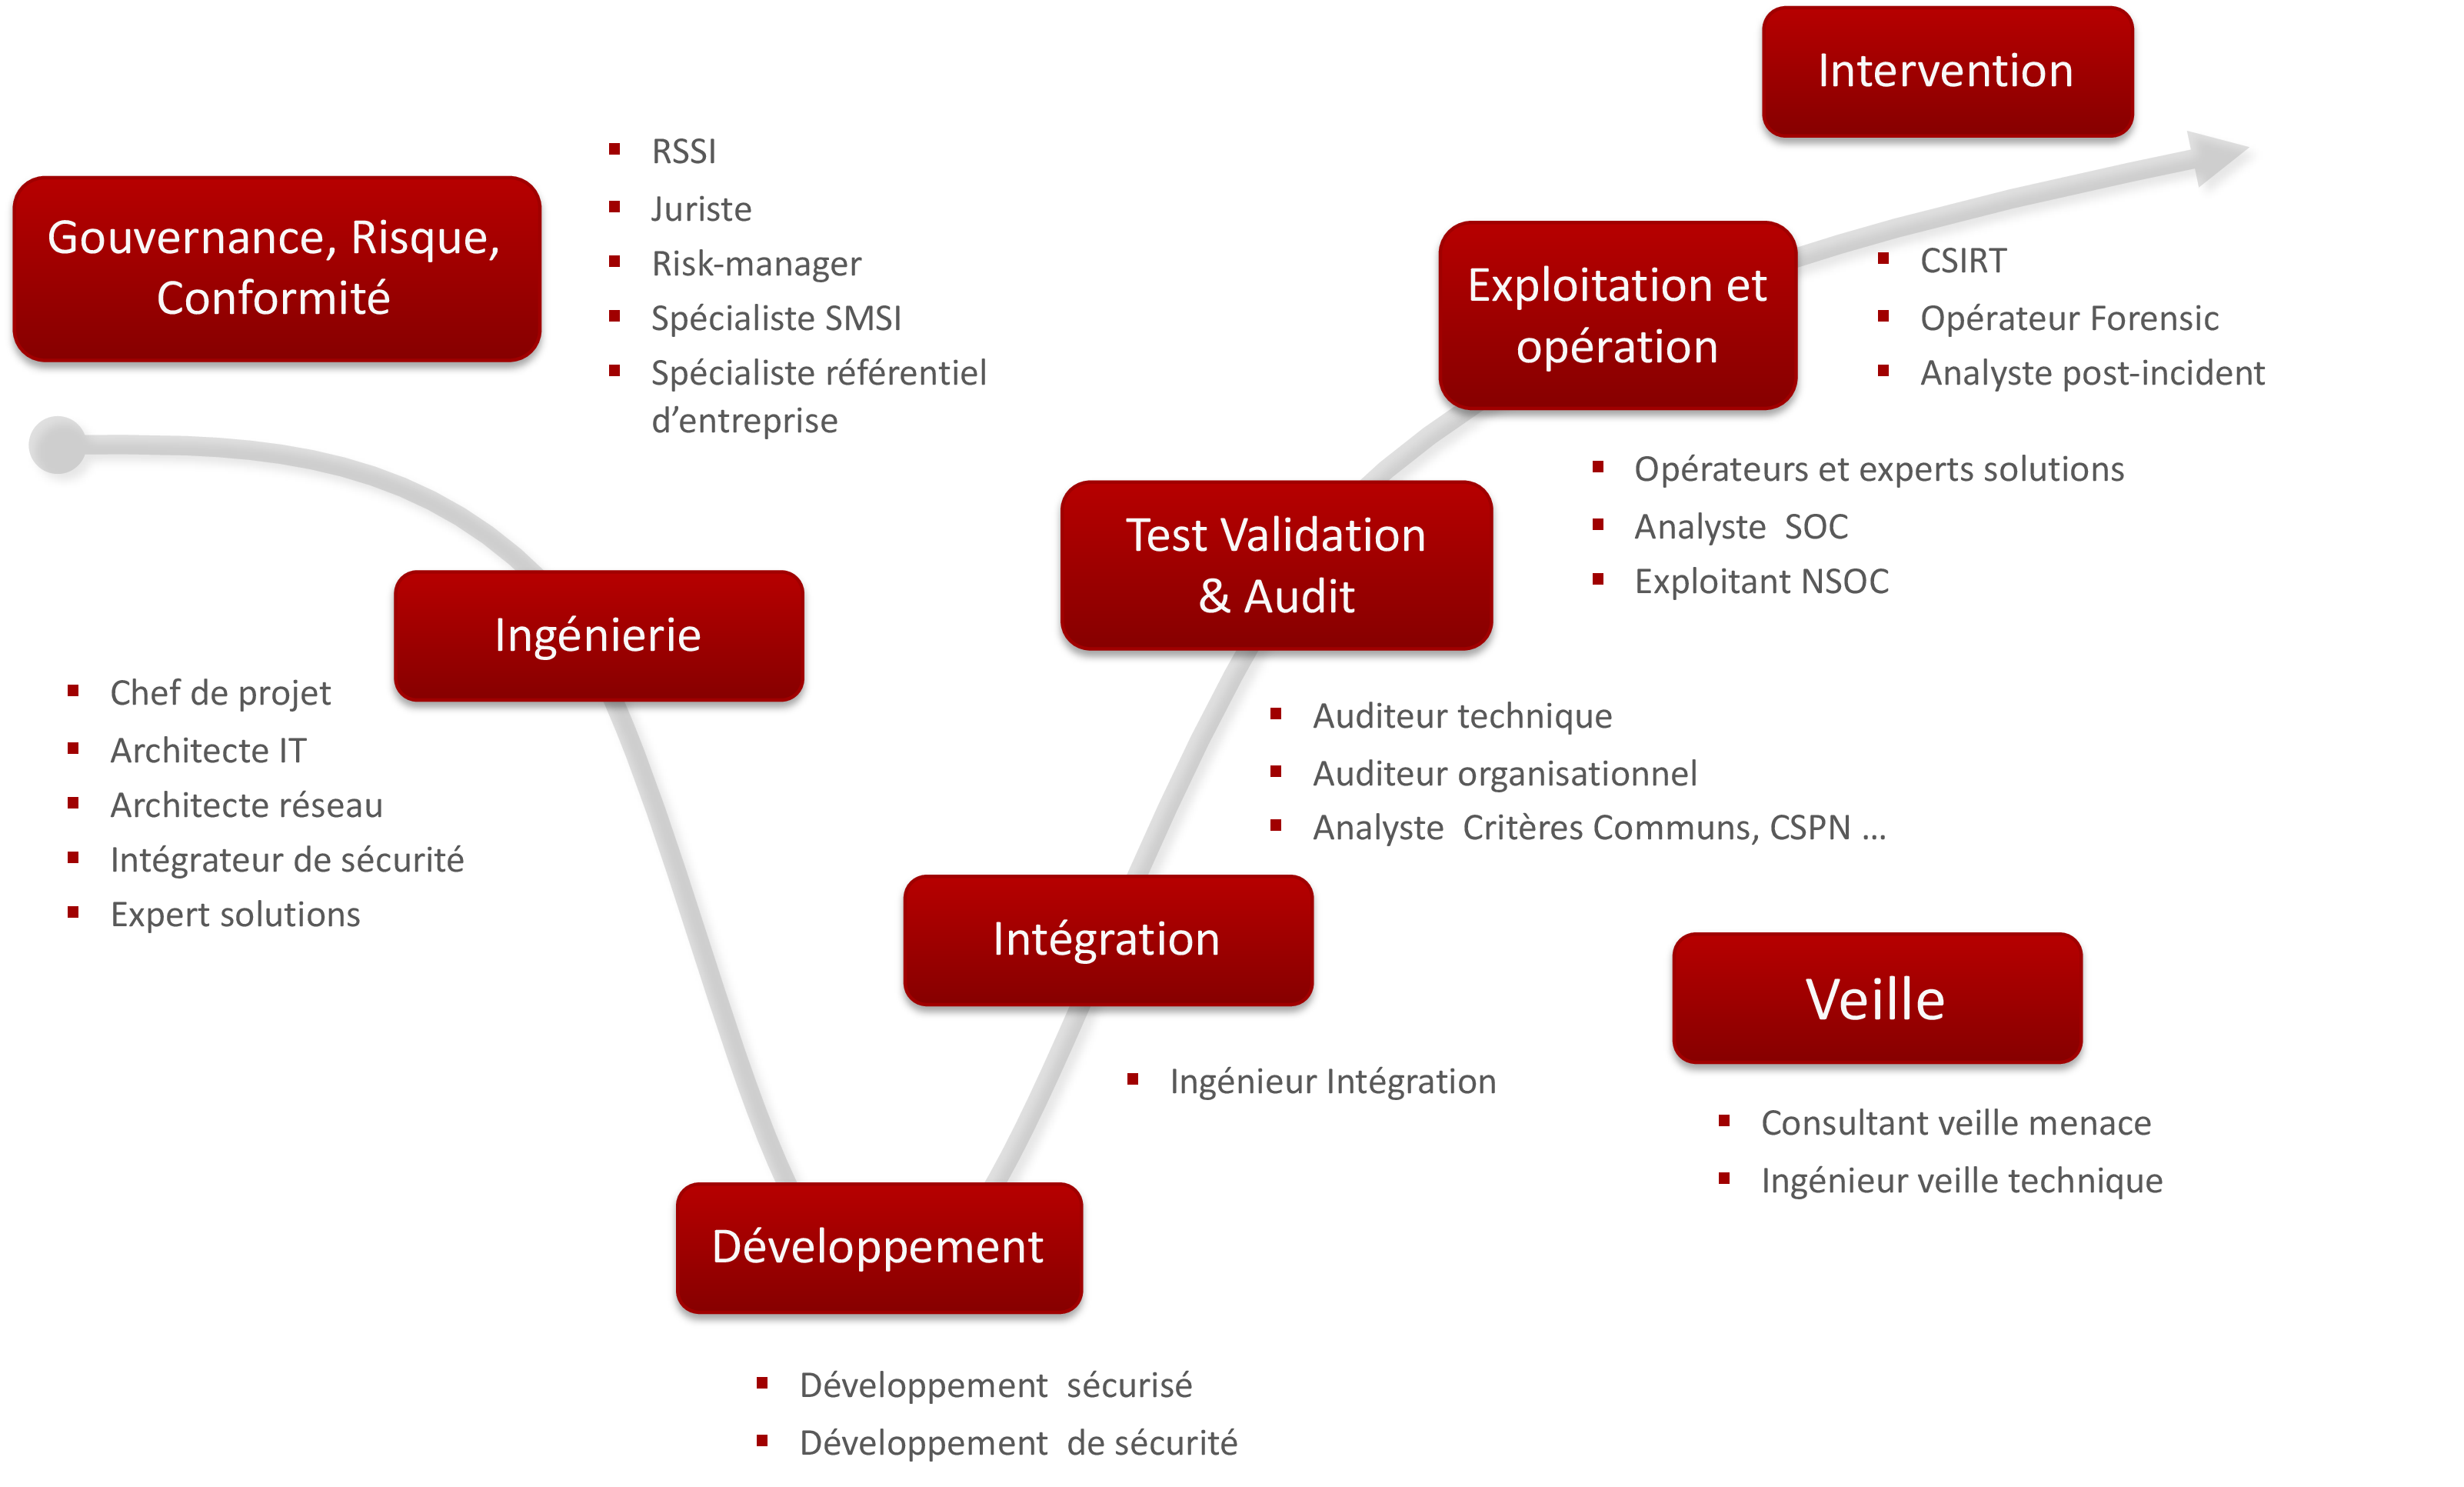 Gouvernance, Risque,
Conformité
RSSI
Juriste
Risk-manager
Spécialiste SMSI
Spécialiste référentiel
d’entreprise
Ingénierie
Chef de projet
Architecte IT
Architecte réseau
Intégrateur de sécurité
Expert solutions
Développement
Développement sécurisé
Développement de sécurité
Intégration
Ingénieur Intégration
Test Validation
& Audit
Auditeur technique
Auditeur organisationnel
Analyste Critères Communs, CSPN ...
Exploitation et
opération
Opérateurs et experts solutions
Analyste SOC
Exploitant NSOC
Intervention
CSIRT
Opérateur Forensic
Analyste post-incident
Veille
Consultant veille menace
Ingénieur veille technique